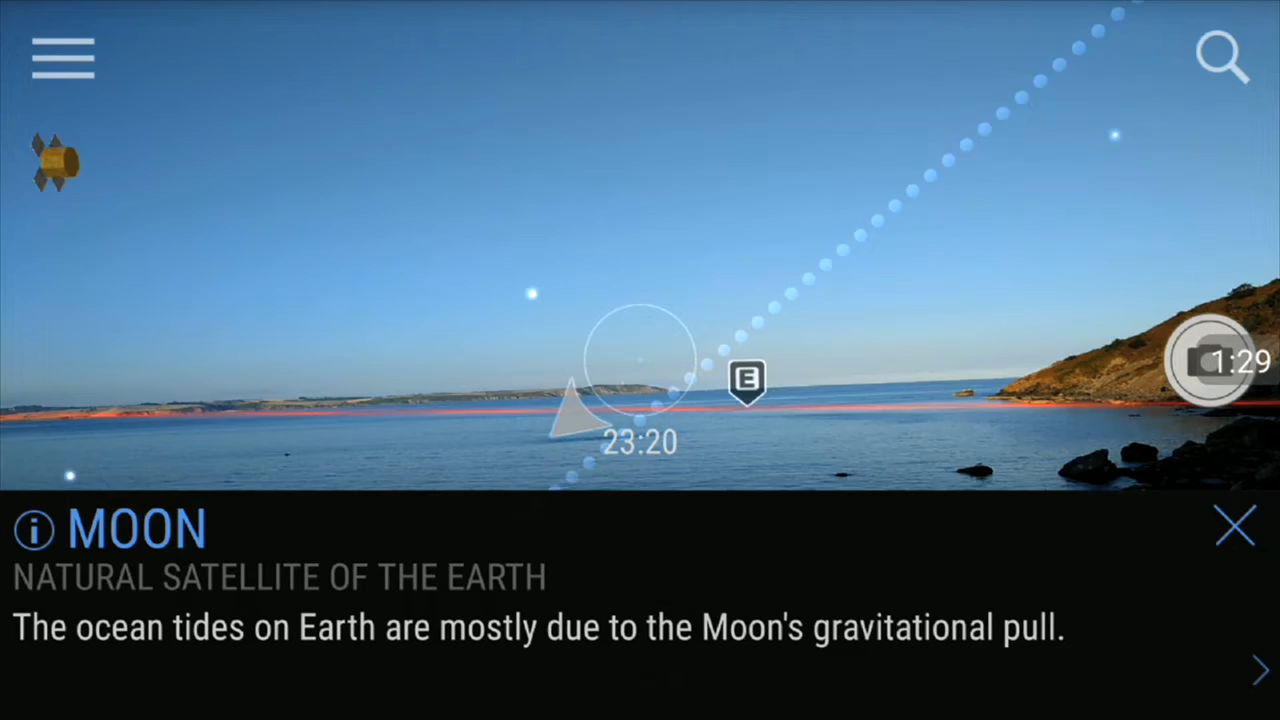 1:29
E
23:20
i MOON
NATURAL SATELLITE OF THE EARTH
The ocean tides on Earth are mostly due to the Moon's gravitational pull.